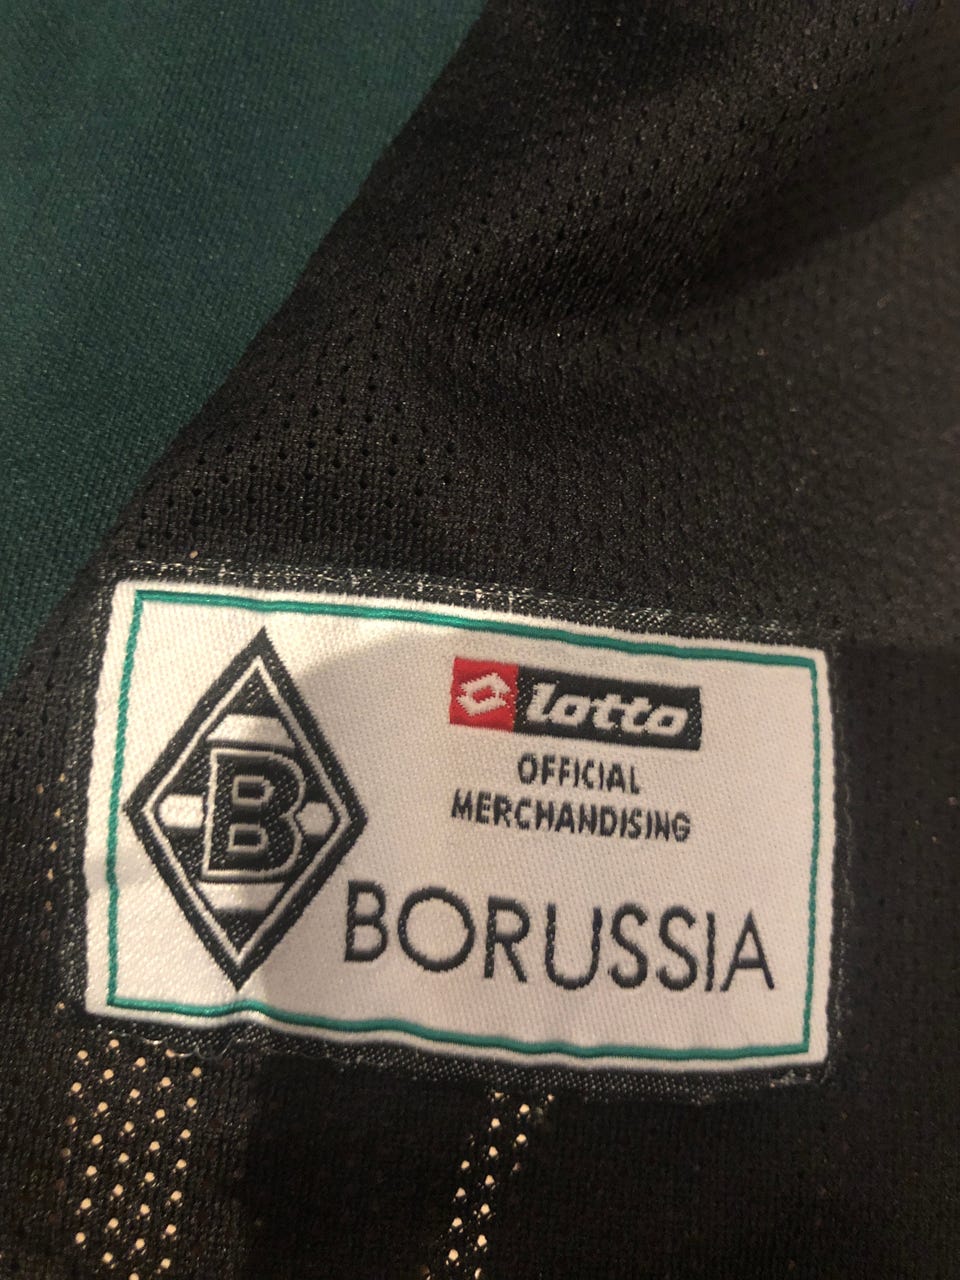 B
lotto
OFFICIAL
MERCHANDISING
BORUSSIA